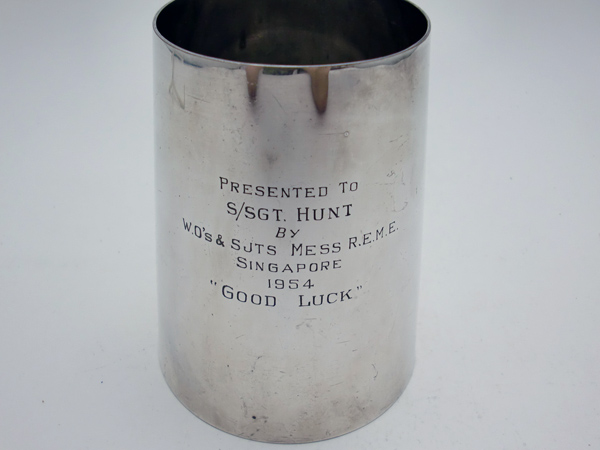 PRESENTED TO
S/SGT. HUNT
BY
W.O's & SJTS MESS R.E.M.E.
SINGAPORE
1954
"GOOD LUCK."